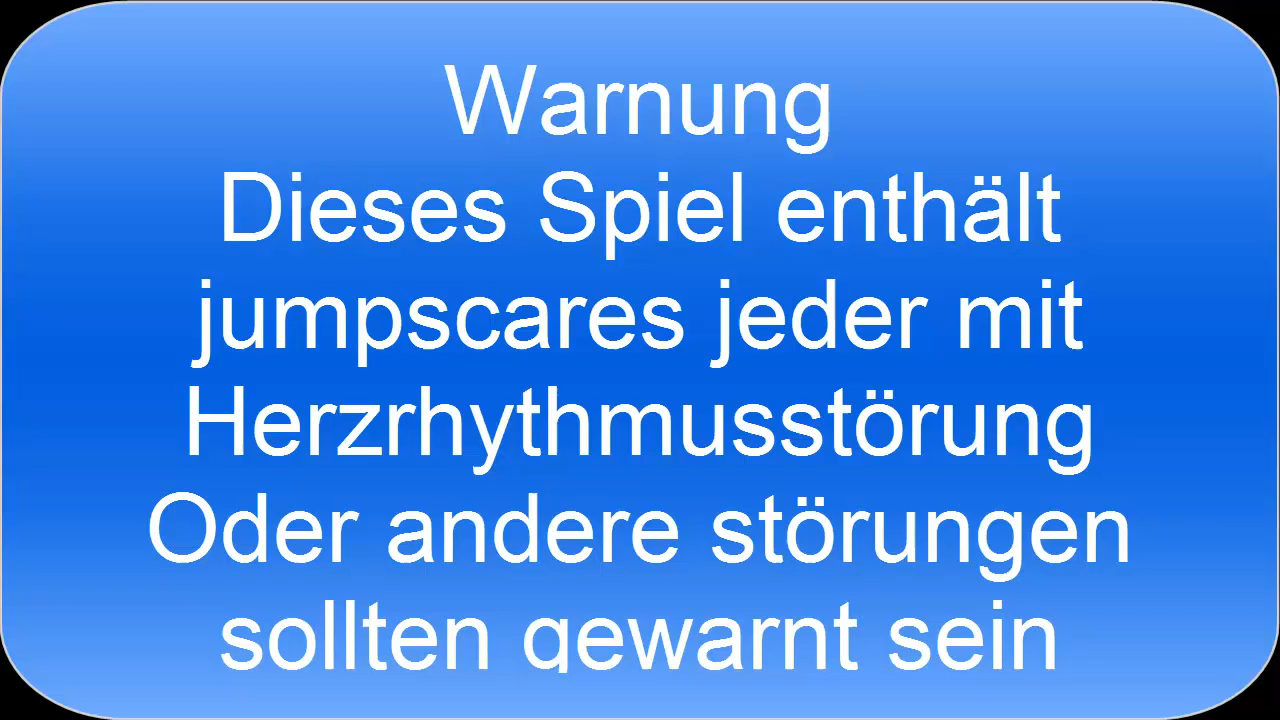 Warnung
Dieses Spiel enthält
jumpscares jeder mit
Herzrhythmusstörung
Oder andere störungen
sollten gewarnt sein